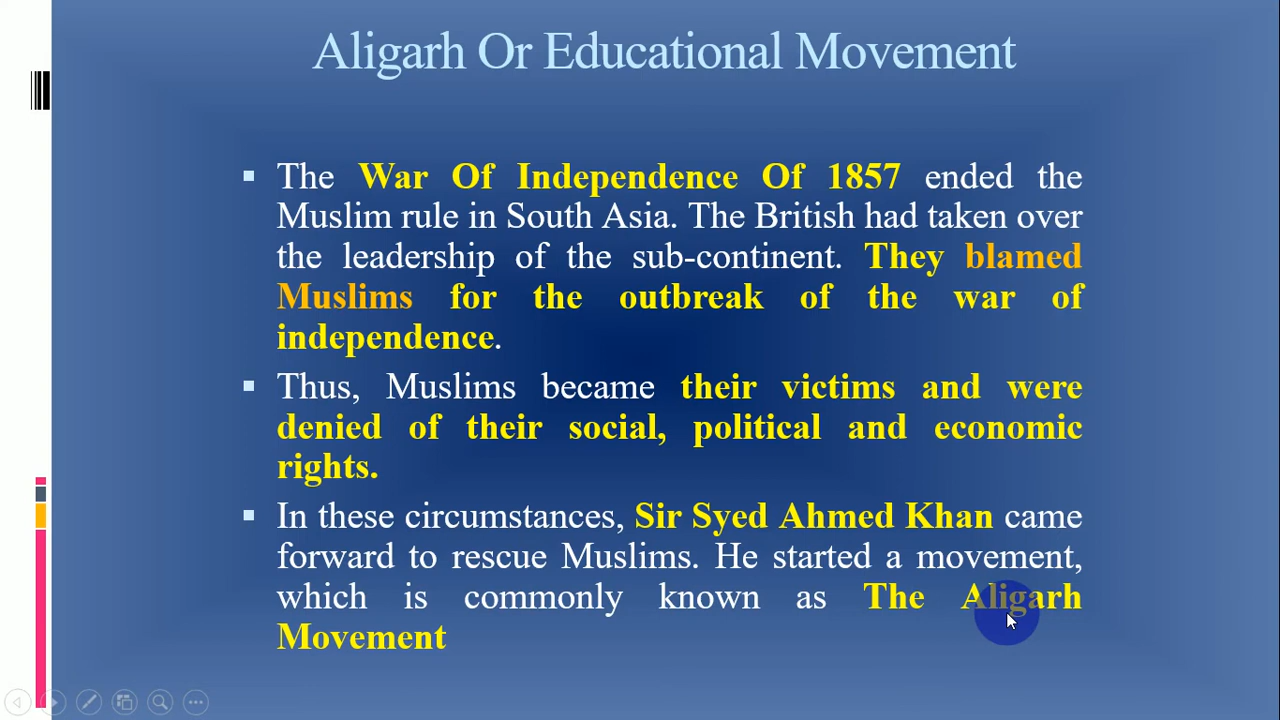 Aligarh Or Educational Movement
The War Of Independence Of 1857 ended the
Muslim rule in South Asia. The British had taken over
the leadership of the sub-continent. They blamed
Muslims for the outbreak of the war of
independence.
Thus, Muslims became their victims and were
denied of their social, political and economic
rights.
In these circumstances, Sir Syed Ahmed Khan came
forward to rescue Muslims. He started a movement,
which is commonly known as The Aligarh
Movement